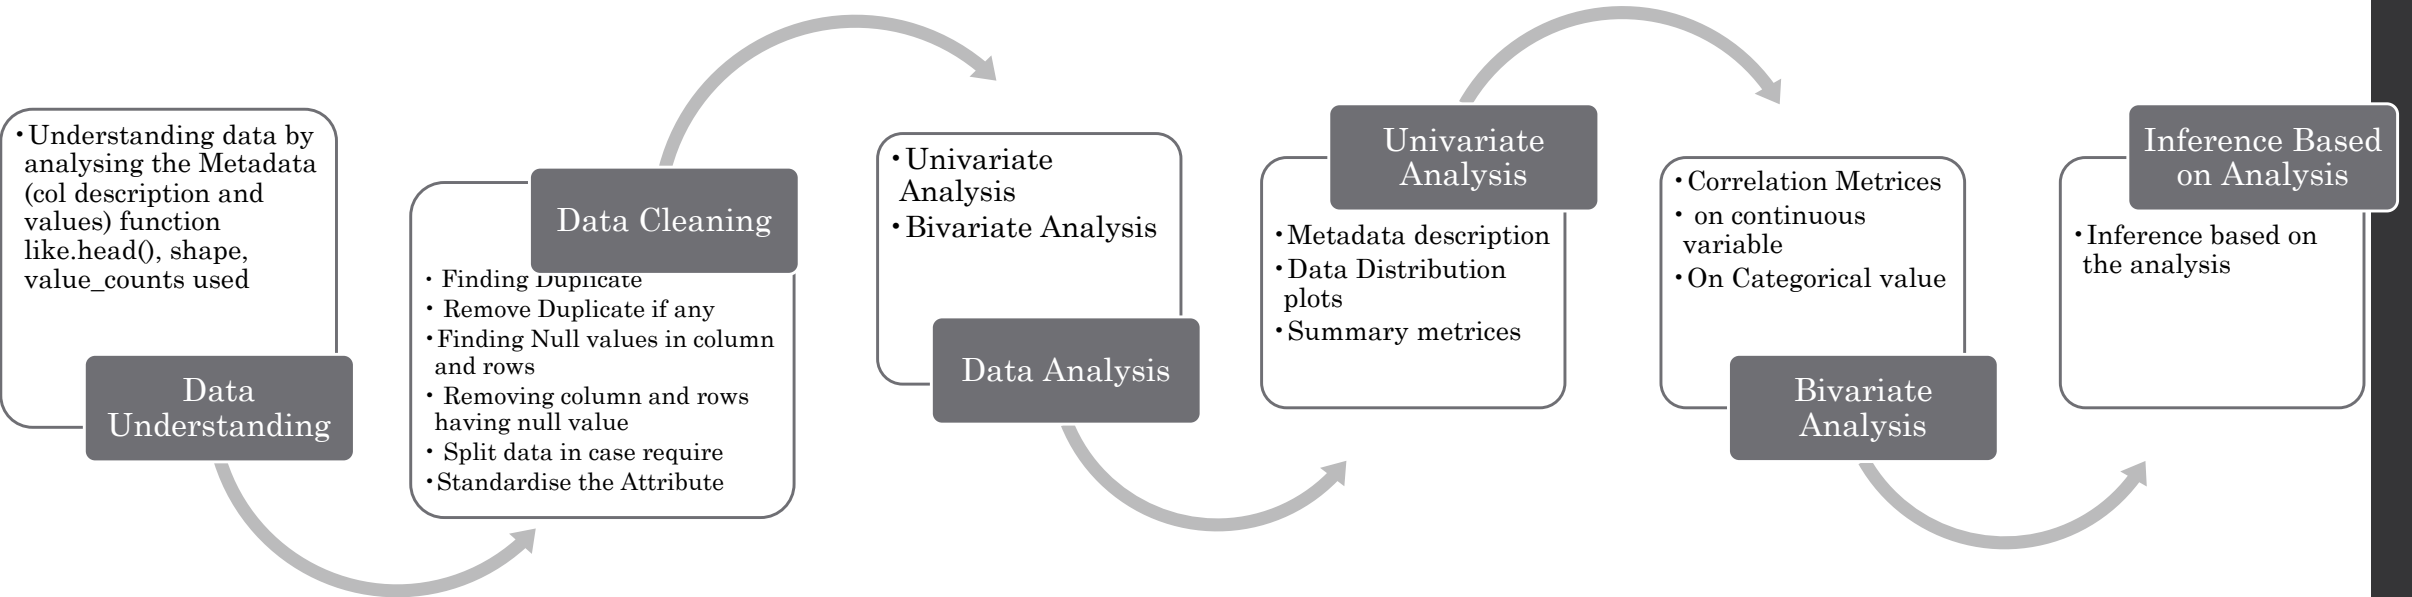 •Understanding data by
analysing the Metadata
(col description and
values) function
like.head(), shape,
value_counts used
Data
Understanding
Data Cleaning
• Finding Duplicate
• Remove Duplicate if any
•Finding Null values in column
and rows
• Removing column and rows
having null value
• Split data in case require
•Standardise the Attribute
•Univariate
Analysis
•Bivariate Analysis
Data Analysis
Univariate
Analysis
•Metadata description
•Data Distribution
plots
•Summary metrices
•Correlation Metrices
• on continuous
variable
•On Categorical value
Bivariate
Analysis
Inference Based
on Analysis
•Inference based on
the analysis